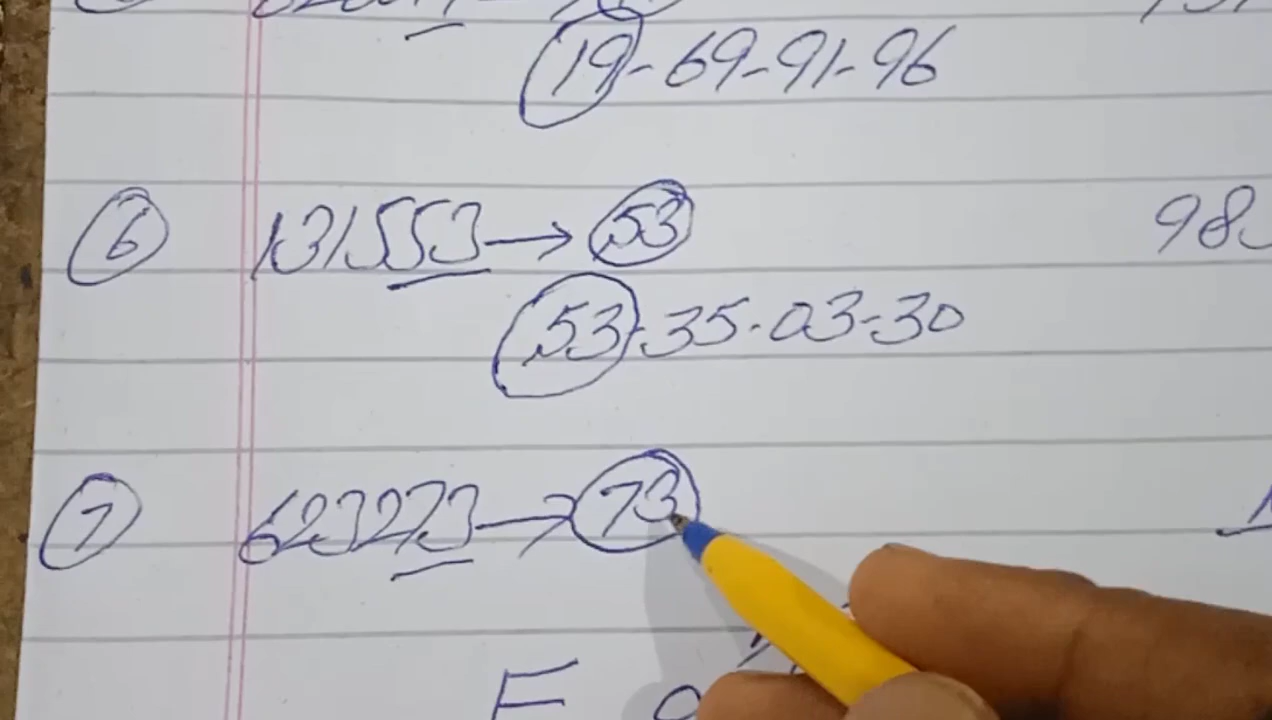 19-69-91-96
6 131553 → 53 98
53-35-03-30
7 623273 → 73
F